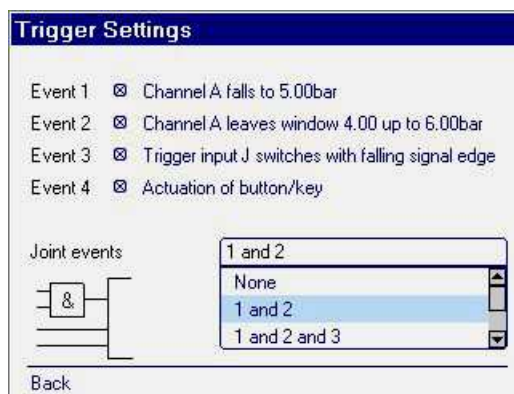 Trigger Settings
Event 1 Channel A falls to 5.00bar
Event 2 Channel A leaves window 4.00 up to 6.00bar
Event 3 Trigger input J switches with falling signal edge
Event 4 Actuation of button/key
Joint events 1 and 2
None
1 and 2
1 and 2 and 3
&
Back